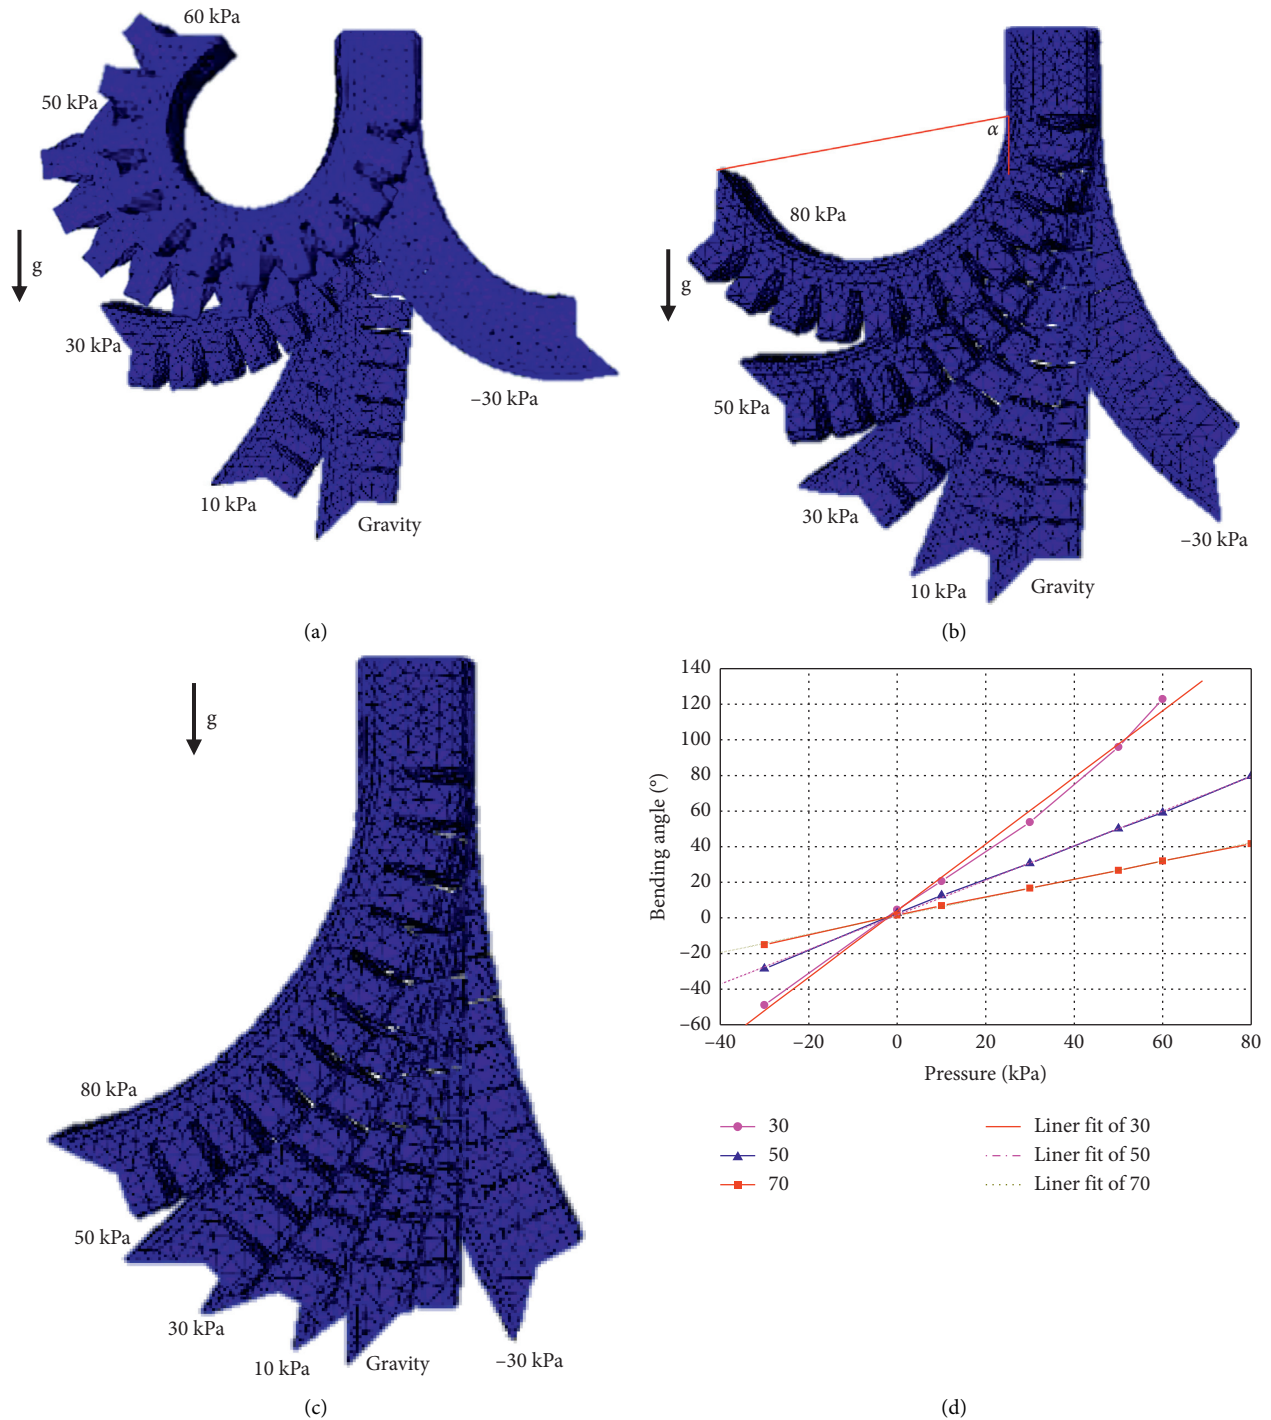 60 kPa
50 kPa
g
30 kPa
–30 kPa
10 kPa
Gravity
(a)
α
80 kPa
g
50 kPa
30 kPa
–30 kPa
10 kPa
Gravity
(b)
g
80 kPa
50 kPa
30 kPa
10 kPa
Gravity
–30 kPa
(c)
140
120
100
80
60
40
20
0
–20
–40
–60
Bending angle (°)
–40 –20 0 20 40 60 80
Pressure (kPa)
30
50
70
Liner fit of 30
Liner fit of 50
Liner fit of 70
(d)